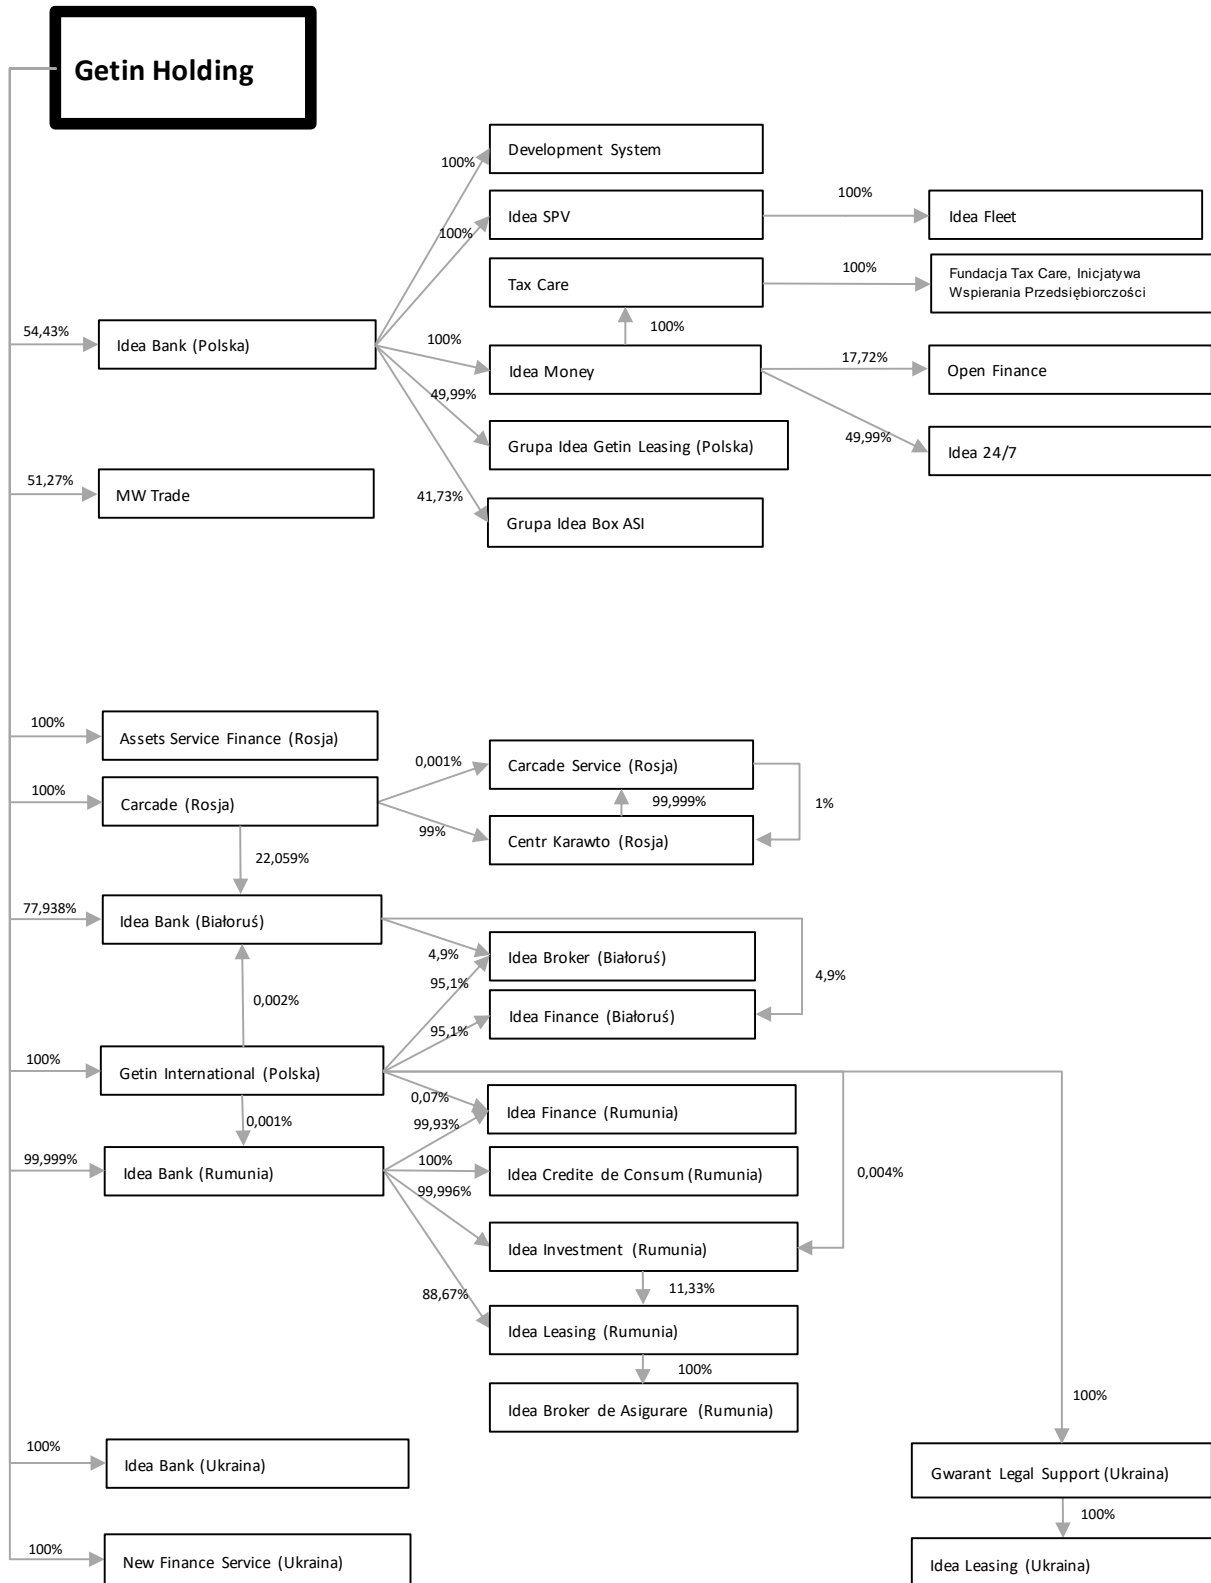 Getin Holding
Development System
100%
Idea SPV
100%
100%
Idea Fleet
Tax Care
100%
Fundacja Tax Care, Inicjatywa
Wspierania Przedsiębiorczości
54,43%
Idea Bank (Polska)
100%
100%
Idea Money
17,72%
Open Finance
49,99%
Grupa Idea Getin Leasing (Polska)
49,99%
Idea 24/7
51,27%
MW Trade
41,73%
Grupa Idea Box ASI
100%
Assets Service Finance (Rosja)
0,001%
Carcade Service (Rosja)
100%
Carcade (Rosja)
99,999%
1%
99%
Centr Karawto (Rosja)
22,059%
77,938%
Idea Bank (Białoruś)
4,9%
Idea Broker (Białoruś)
4,9%
95,1%
0,002%
Idea Finance (Białoruś)
95,1%
100%
Getin International (Polska)
0,07%
Idea Finance (Rumunia)
0,001%
99,93%
99,999%
Idea Bank (Rumunia)
100%
Idea Credite de Consum (Rumunia)
0,004%
99,996%
Idea Investment (Rumunia)
11,33%
88,67%
Idea Leasing (Rumunia)
100%
Idea Broker de Asigurare (Rumunia)
100%
100%
Idea Bank (Ukraina)
Gwarant Legal Support (Ukraina)
100%
100%
New Finance Service (Ukraina)
Idea Leasing (Ukraina)